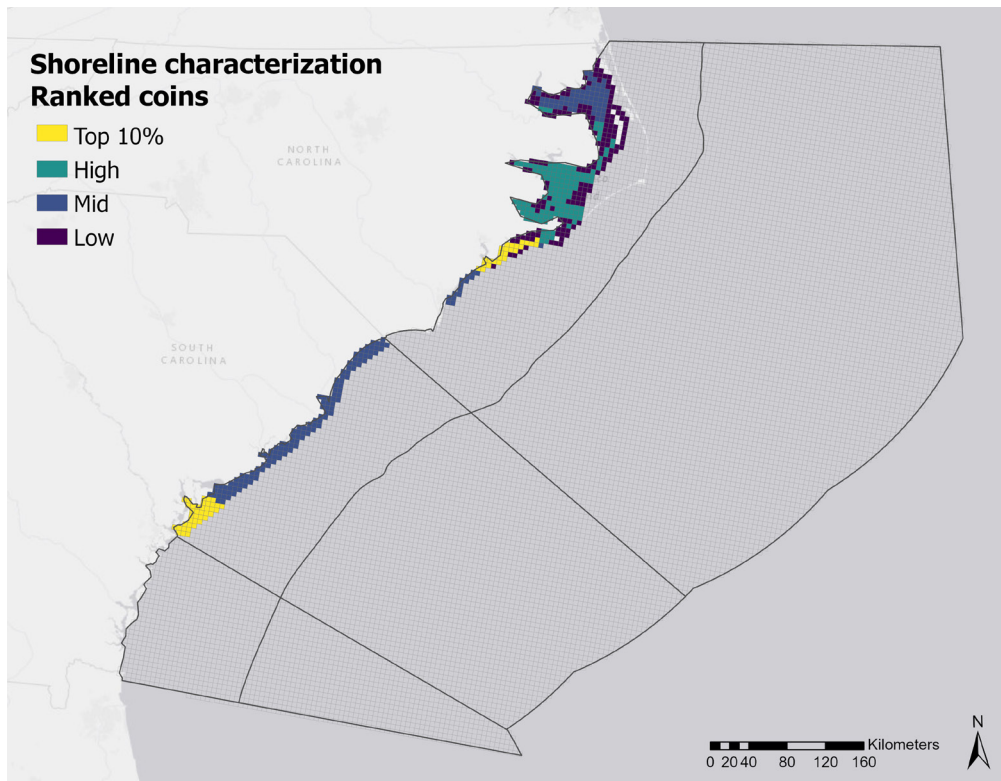 Shoreline characterization
Ranked coins
Top 10%
High
Mid
Low
NORTH
CAROLINA
SOUTH
CAROLINA
N
Kilometers
0 20 40 80 120 160